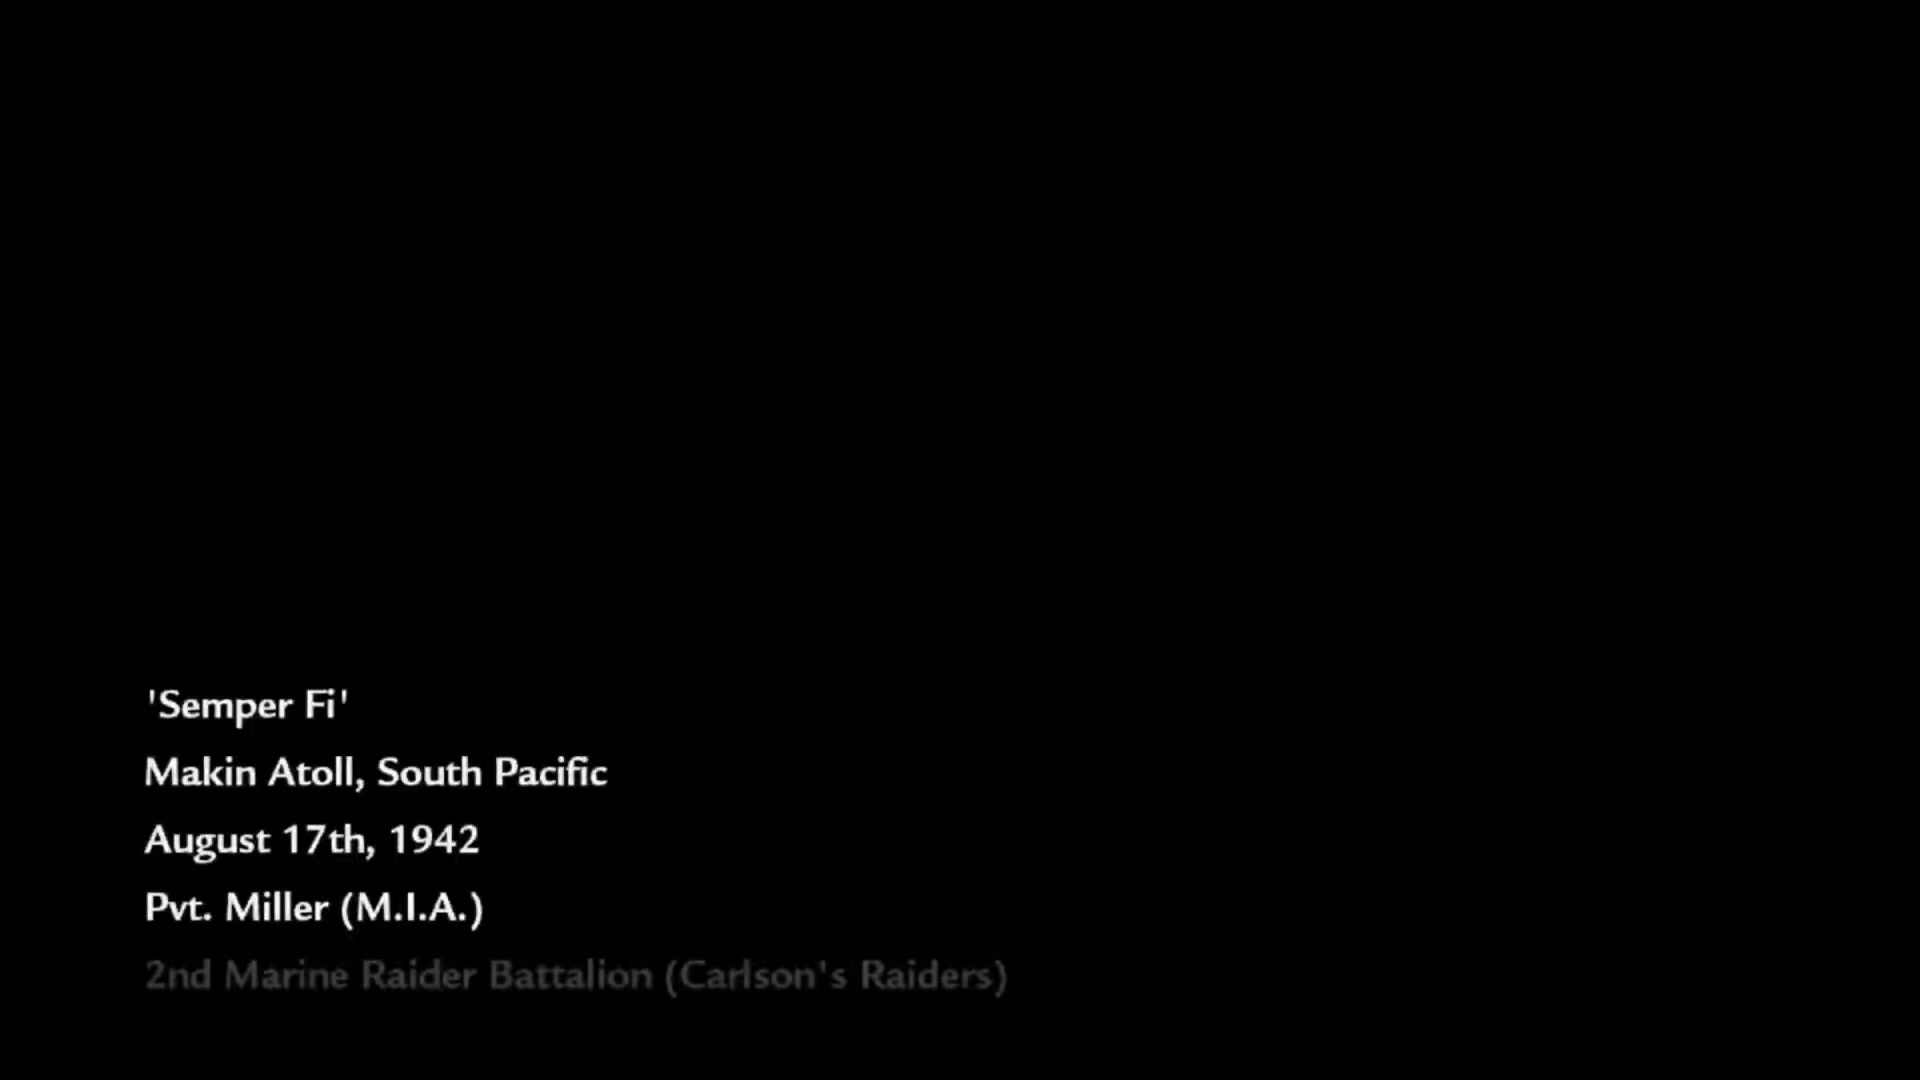 'Semper Fi'
Makin Atoll, South Pacific
August 17th, 1942
Pvt. Miller (M.I.A.)
2nd Marine Raider Battalion (Carlson's Raiders)